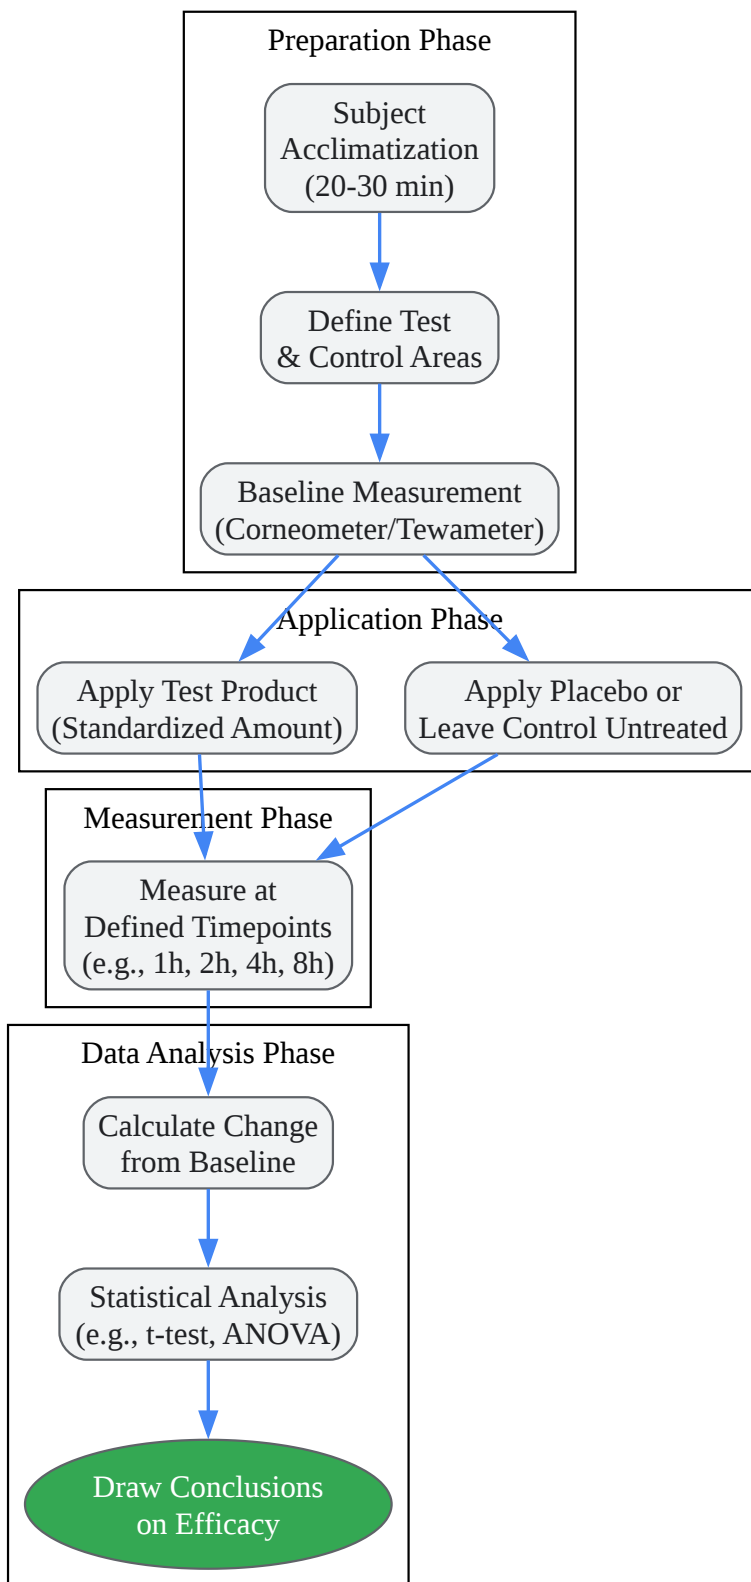 Preparation Phase
Subject
Acclimatization
(20-30 min)
Define Test
& Control Areas
Baseline Measurement
(Corneometer/Tewameter)
Application Phase
Apply Test Product
(Standardized Amount)
Apply Placebo or
Leave Control Untreated
Measurement Phase
Measure at
Defined Timepoints
(e.g., 1h, 2h, 4h, 8h)
Data Analysis Phase
Calculate Change
from Baseline
Statistical Analysis
(e.g., t-test, ANOVA)
Draw Conclusions
on Efficacy